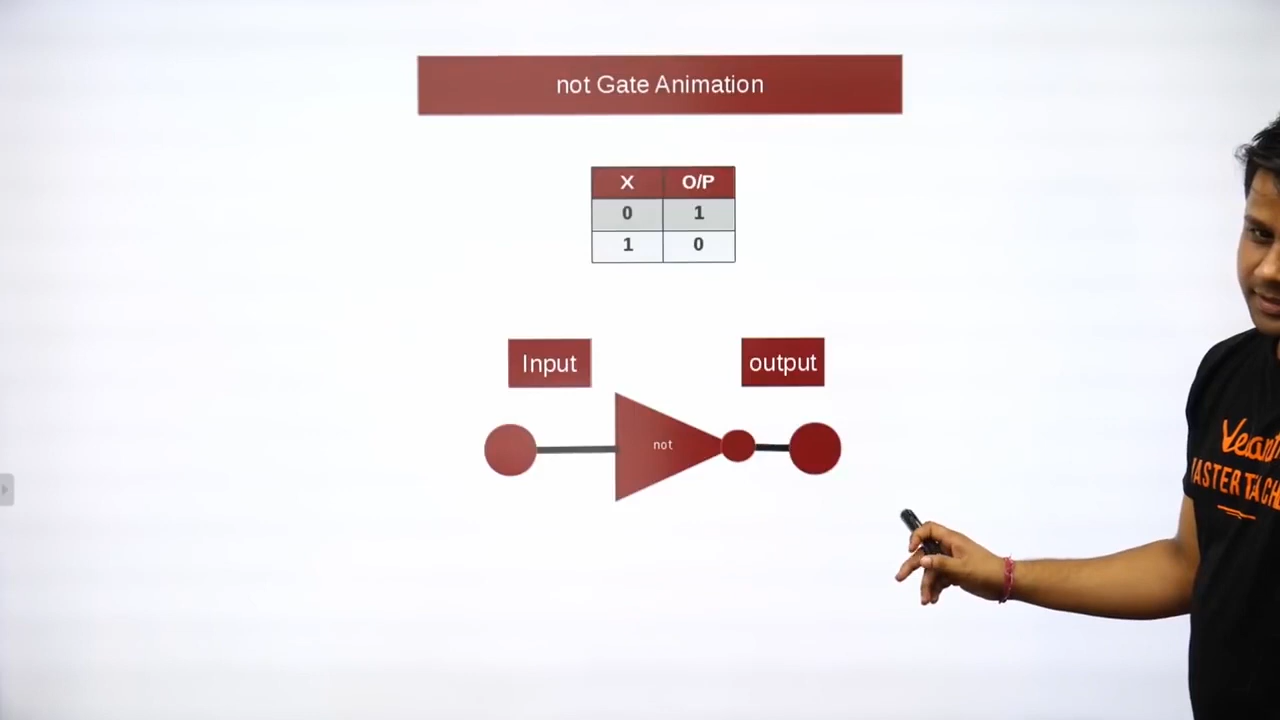 not Gate Animation
X O/P
0 1
1 0
Input output
not